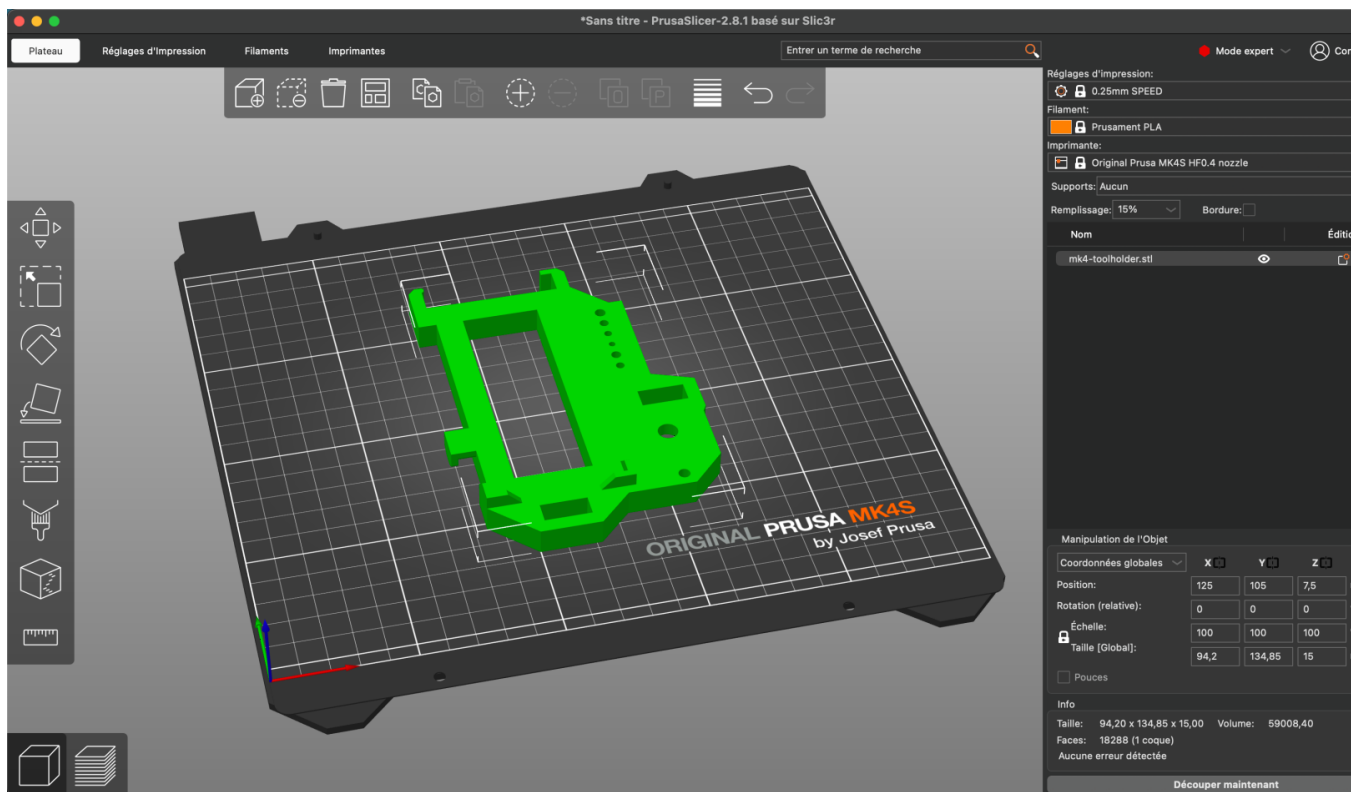 *Sans titre - PrusaSlicer-2.8.1 basé sur Slic3r
Plateau Réglages d'Impression Filaments Imprimantes Entrer un terme de recherche Mode expert Con
Réglages d'impression:
0.25mm SPEED
Filament:
Prusament PLA
Imprimante:
Original Prusa MK4S HF0.4 nozzle
Supports: Aucun
Remplissage: 15% Bordure:
Nom Éditio
mk4-toolholder.stl
ORIGINAL PRUSA MK4S
by Josef Prusa
Manipulation de l'Objet
Coordonnées globales X Y Z
Position: 125 105 7,5
Rotation (relative): 0 0 0
Échelle: 100 100 100
Taille [Global]: 94,2 134,85 15
Pouces
Info
Taille: 94,20 x 134,85 x 15,00 Volume: 59008,40
Faces: 18288 (1 coque)
Aucune erreur détectée
Découper maintenant